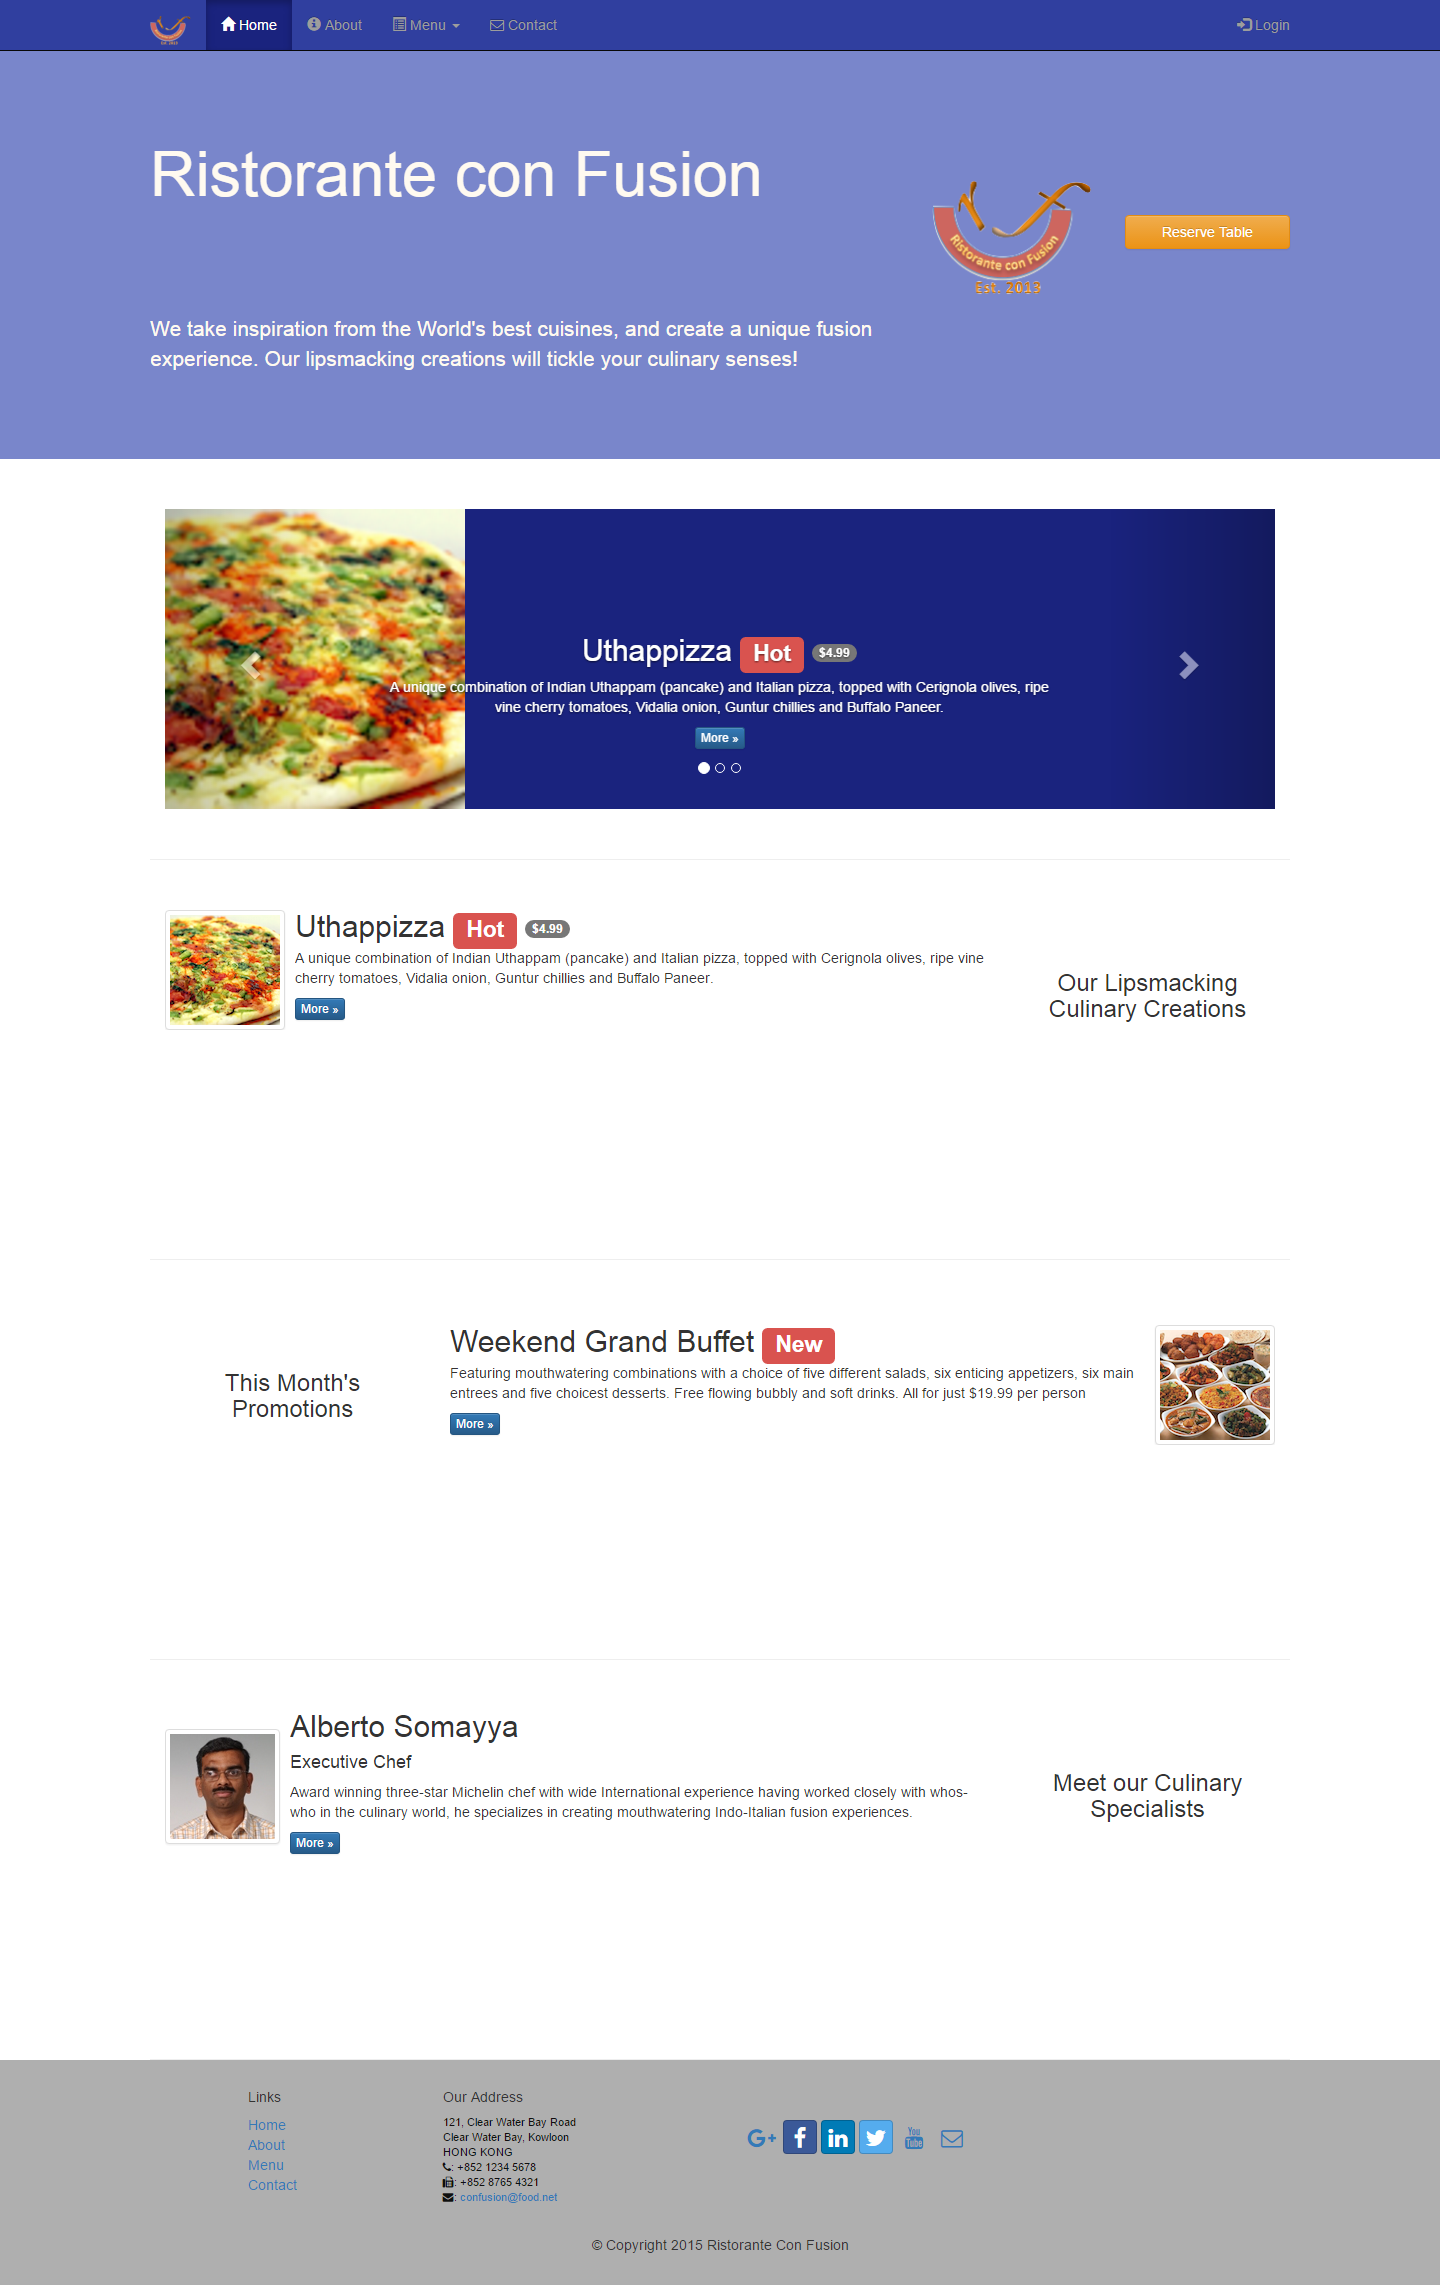 Est. 2013
Home
About
Menu
Contact
Login
Ristorante con Fusion
Ristorante con Fusion
Est. 2013
Reserve Table
We take inspiration from the World's best cuisines, and create a unique fusion
experience. Our lipsmacking creations will tickle your culinary senses!
Uthappizza Hot $4.99
A unique combination of Indian Uthappam (pancake) and Italian pizza, topped with Cerignola olives, ripe
vine cherry tomatoes, Vidalia onion, Guntur chillies and Buffalo Paneer.
More »
Uthappizza Hot $4.99
A unique combination of Indian Uthappam (pancake) and Italian pizza, topped with Cerignola olives, ripe vine
cherry tomatoes, Vidalia onion, Guntur chillies and Buffalo Paneer.
More »
Our Lipsmacking
Culinary Creations
This Month's
Promotions
Weekend Grand Buffet New
Featuring mouthwatering combinations with a choice of five different salads, six enticing appetizers, six main
entrees and five choicest desserts. Free flowing bubbly and soft drinks. All for just $19.99 per person
More »
Alberto Somayya
Executive Chef
Award winning three-star Michelin chef with wide International experience having worked closely with whos-
who in the culinary world, he specializes in creating mouthwatering Indo-Italian fusion experiences.
More »
Meet our Culinary
Specialists
Links
Home
About
Menu
Contact
Our Address
121, Clear Water Bay Road
Clear Water Bay, Kowloon
HONG KONG
: +852 1234 5678
: +852 8765 4321
: confusion@food.net
G+ f in You Tube
© Copyright 2015 Ristorante Con Fusion